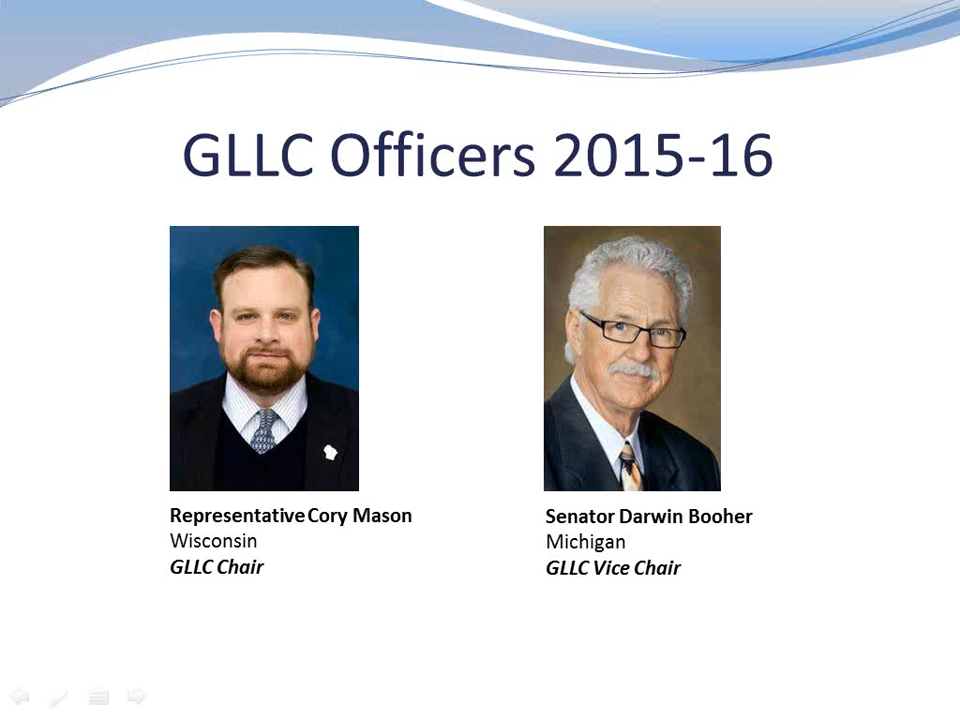 GLLC Officers 2015-16
Representative Cory Mason
Wisconsin
GLLC Chair
Senator Darwin Booher
Michigan
GLLC Vice Chair